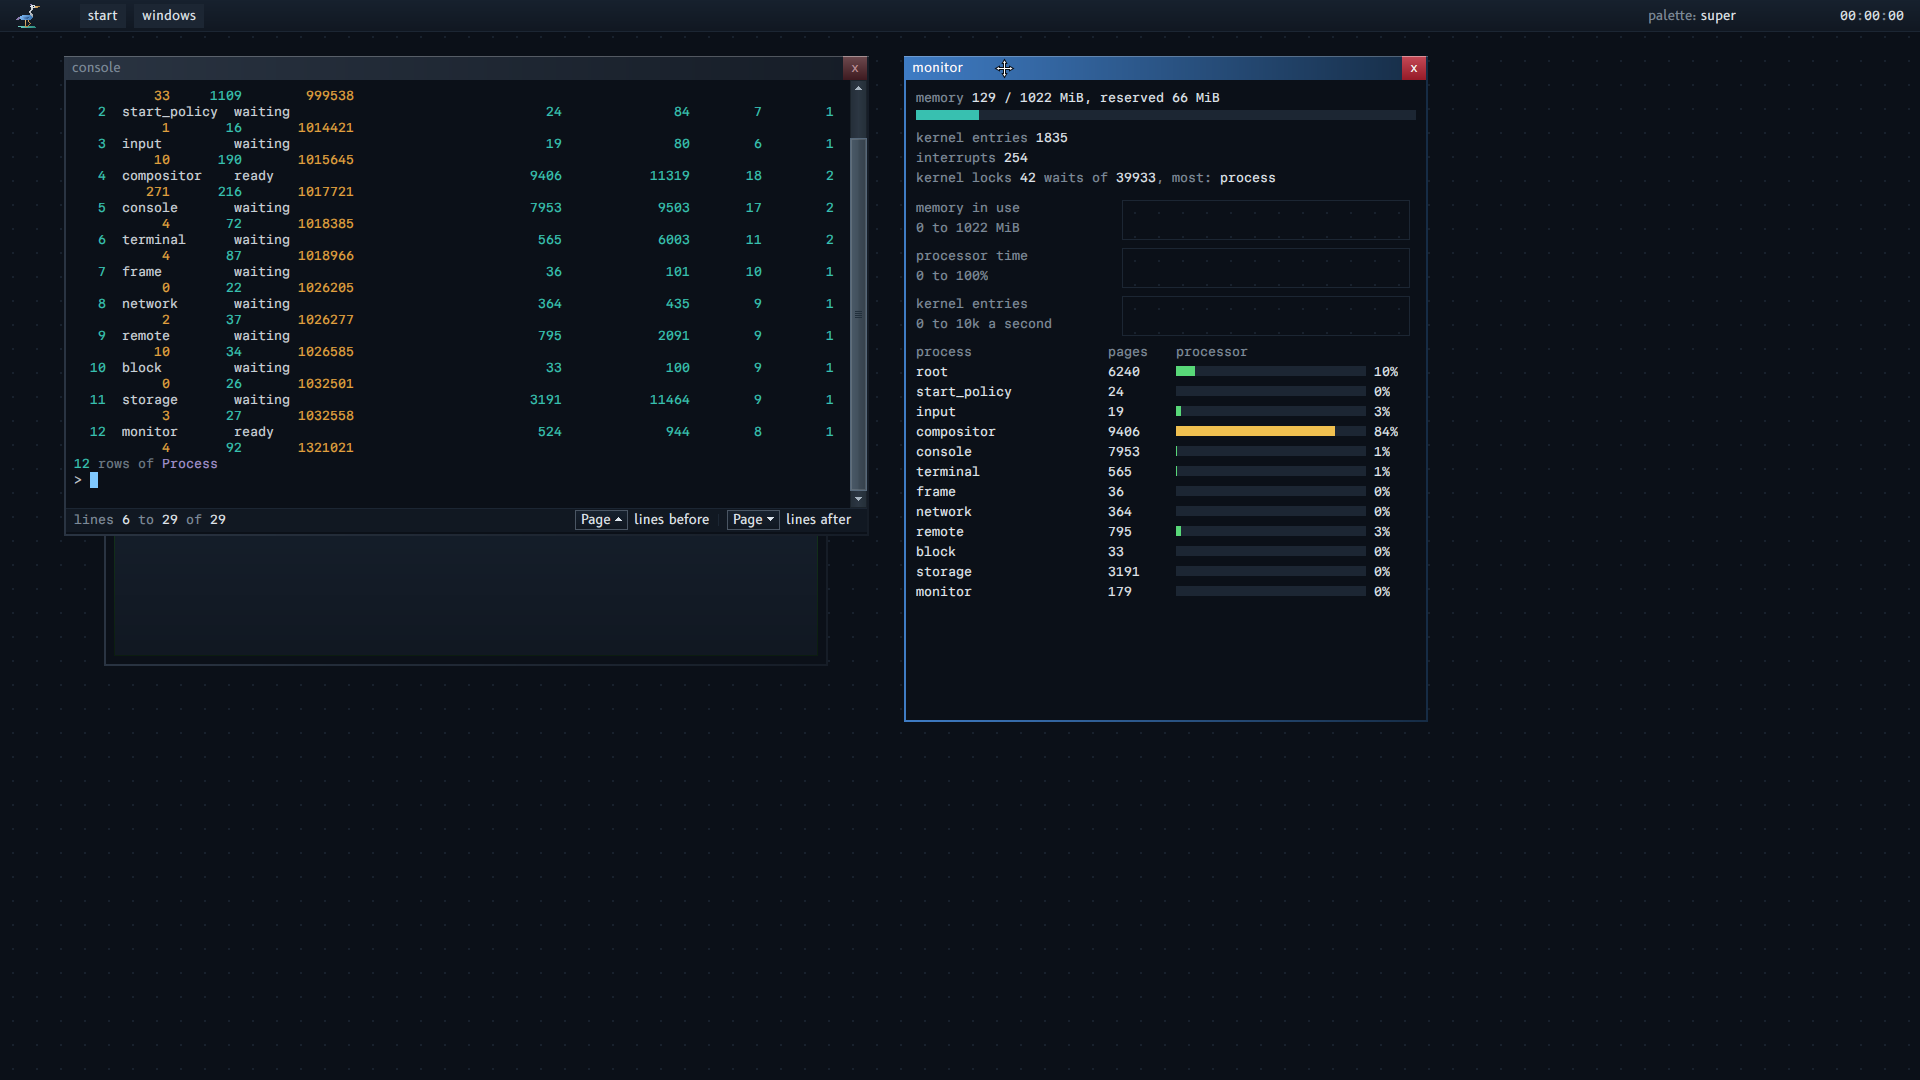 start windows palette: super 00:00:00
console x
33 1109 999538
2 start_policy waiting 24 84 7 1
1 16 1014421
3 input waiting 19 80 6 1
10 190 1015645
4 compositor ready 9406 11319 18 2
271 216 1017721
5 console waiting 7953 9503 17 2
4 72 1018385
6 terminal waiting 565 6003 11 2
4 87 1018966
7 frame waiting 36 101 10 1
0 22 1026205
8 network waiting 364 435 9 1
2 37 1026277
9 remote waiting 795 2091 9 1
10 34 1026585
10 block waiting 33 100 9 1
0 26 1032501
11 storage waiting 3191 11464 9 1
3 27 1032558
12 monitor ready 524 944 8 1
4 92 1321021
12 rows of Process
>
lines 6 to 29 of 29 Page lines before Page lines after
monitor x
memory 129 / 1022 MiB, reserved 66 MiB
kernel entries 1835
interrupts 254
kernel locks 42 waits of 39933, most: process
memory in use
0 to 1022 MiB
processor time
0 to 100%
kernel entries
0 to 10k a second
process pages processor
root 6240 10%
start_policy 24 0%
input 19 3%
compositor 9406 84%
console 7953 1%
terminal 565 1%
frame 36 0%
network 364 0%
remote 795 3%
block 33 0%
storage 3191 0%
monitor 179 0%